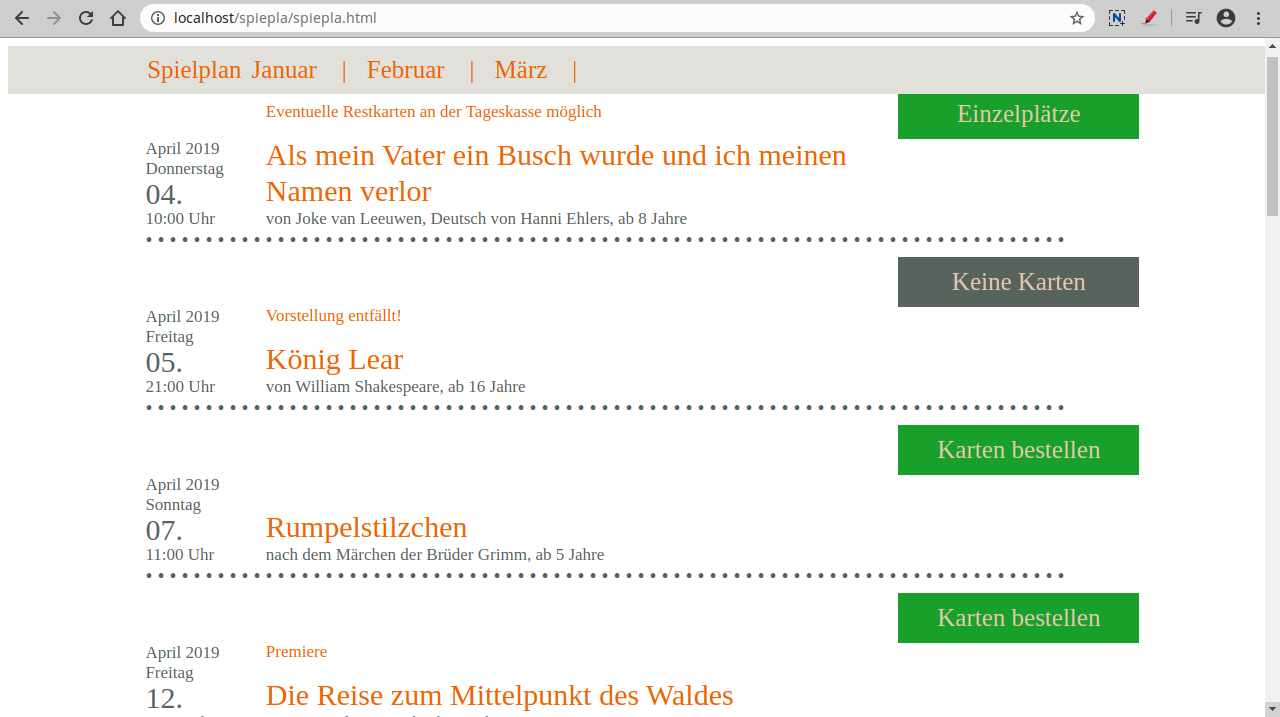 localhost/spiepla/spiepla.html
Spielplan Januar | Februar | März |
Eventuelle Restkarten an der Tageskasse möglich
Einzelplätze
April 2019
Donnerstag
04.
10:00 Uhr
Als mein Vater ein Busch wurde und ich meinen
Namen verlor
von Joke van Leeuwen, Deutsch von Hanni Ehlers, ab 8 Jahre
Keine Karten
April 2019
Freitag
05.
21:00 Uhr
Vorstellung entfällt!
König Lear
von William Shakespeare, ab 16 Jahre
Karten bestellen
April 2019
Sonntag
07.
11:00 Uhr
Rumpelstilzchen
nach dem Märchen der Brüder Grimm, ab 5 Jahre
Karten bestellen
April 2019
Freitag
12.
Premiere
Die Reise zum Mittelpunkt des Waldes